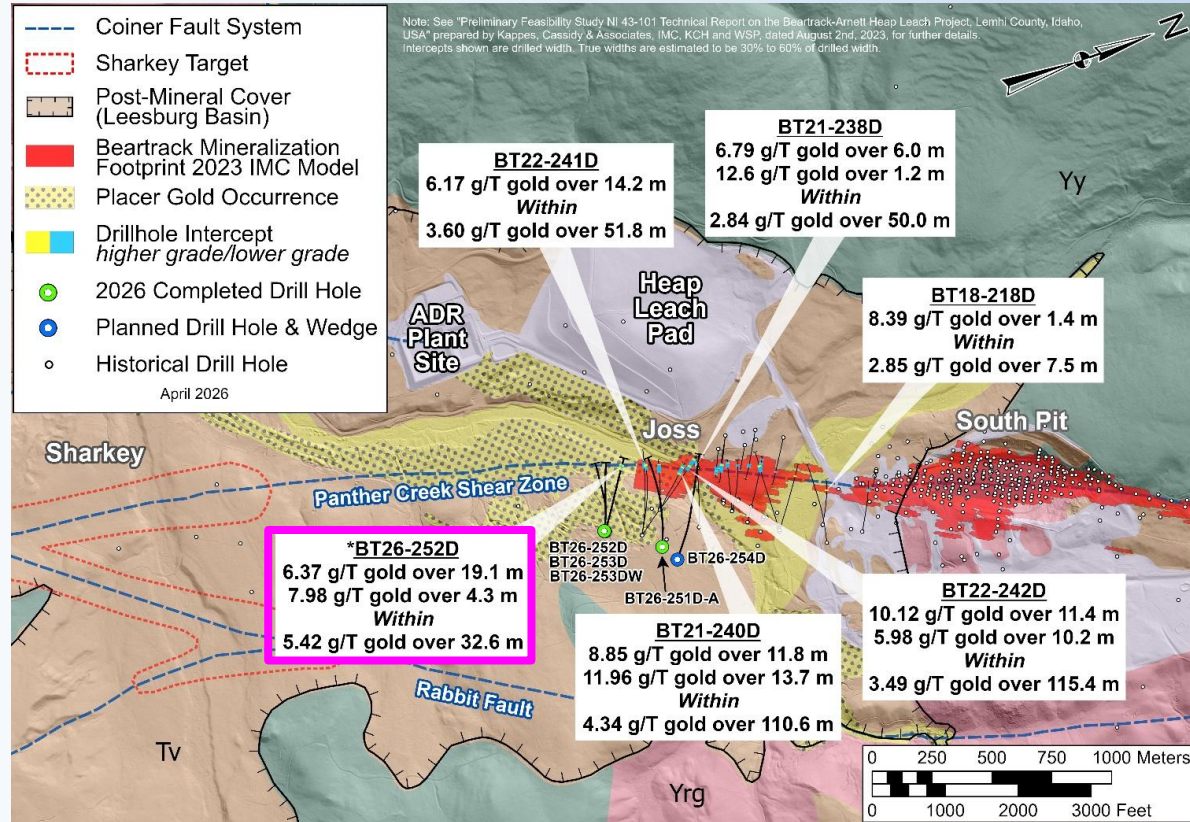 Coiner Fault System
Sharkey Target
Post-Mineral Cover
(Leesburg Basin)
Beartrack Mineralization
Footprint 2023 IMC Model
Placer Gold Occurrence
Drillhole Intercept
higher grade/lower grade
2026 Completed Drill Hole
Planned Drill Hole & Wedge
Historical Drill Hole
April 2026
Note: See "Preliminary Feasibility Study NI 43-101 Technical Report on the Beartrack-Arnett Heap Leach Project, Lemhi County, Idaho,
USA" prepared by Kappes, Cassidy & Associates, IMC, KCH and WSP, dated August 2nd, 2023, for further details.
Intercepts shown are drilled width. True widths are estimated to be 30% to 60% of drilled width.
N
BT22-241D
6.17 g/T gold over 14.2 m
Within
3.60 g/T gold over 51.8 m
BT21-238D
6.79 g/T gold over 6.0 m
12.6 g/T gold over 1.2 m
Within
2.84 g/T gold over 50.0 m
Yy
BT18-218D
8.39 g/T gold over 1.4 m
Within
2.85 g/T gold over 7.5 m
ADR
Plant
Site
Heap
Leach
Pad
Sharkey
Joss
South Pit
Panther Creek Shear Zone
*BT26-252D
6.37 g/T gold over 19.1 m
7.98 g/T gold over 4.3 m
Within
5.42 g/T gold over 32.6 m
BT26-252D
BT26-253D
BT26-253DW
BT26-254D
BT26-251D-A
BT21-240D
8.85 g/T gold over 11.8 m
11.96 g/T gold over 13.7 m
Within
4.34 g/T gold over 110.6 m
BT22-242D
10.12 g/T gold over 11.4 m
5.98 g/T gold over 10.2 m
Within
3.49 g/T gold over 115.4 m
Rabbit Fault
Tv
Yrg
0 250 500 750 1000 Meters
0 1000 2000 3000 Feet